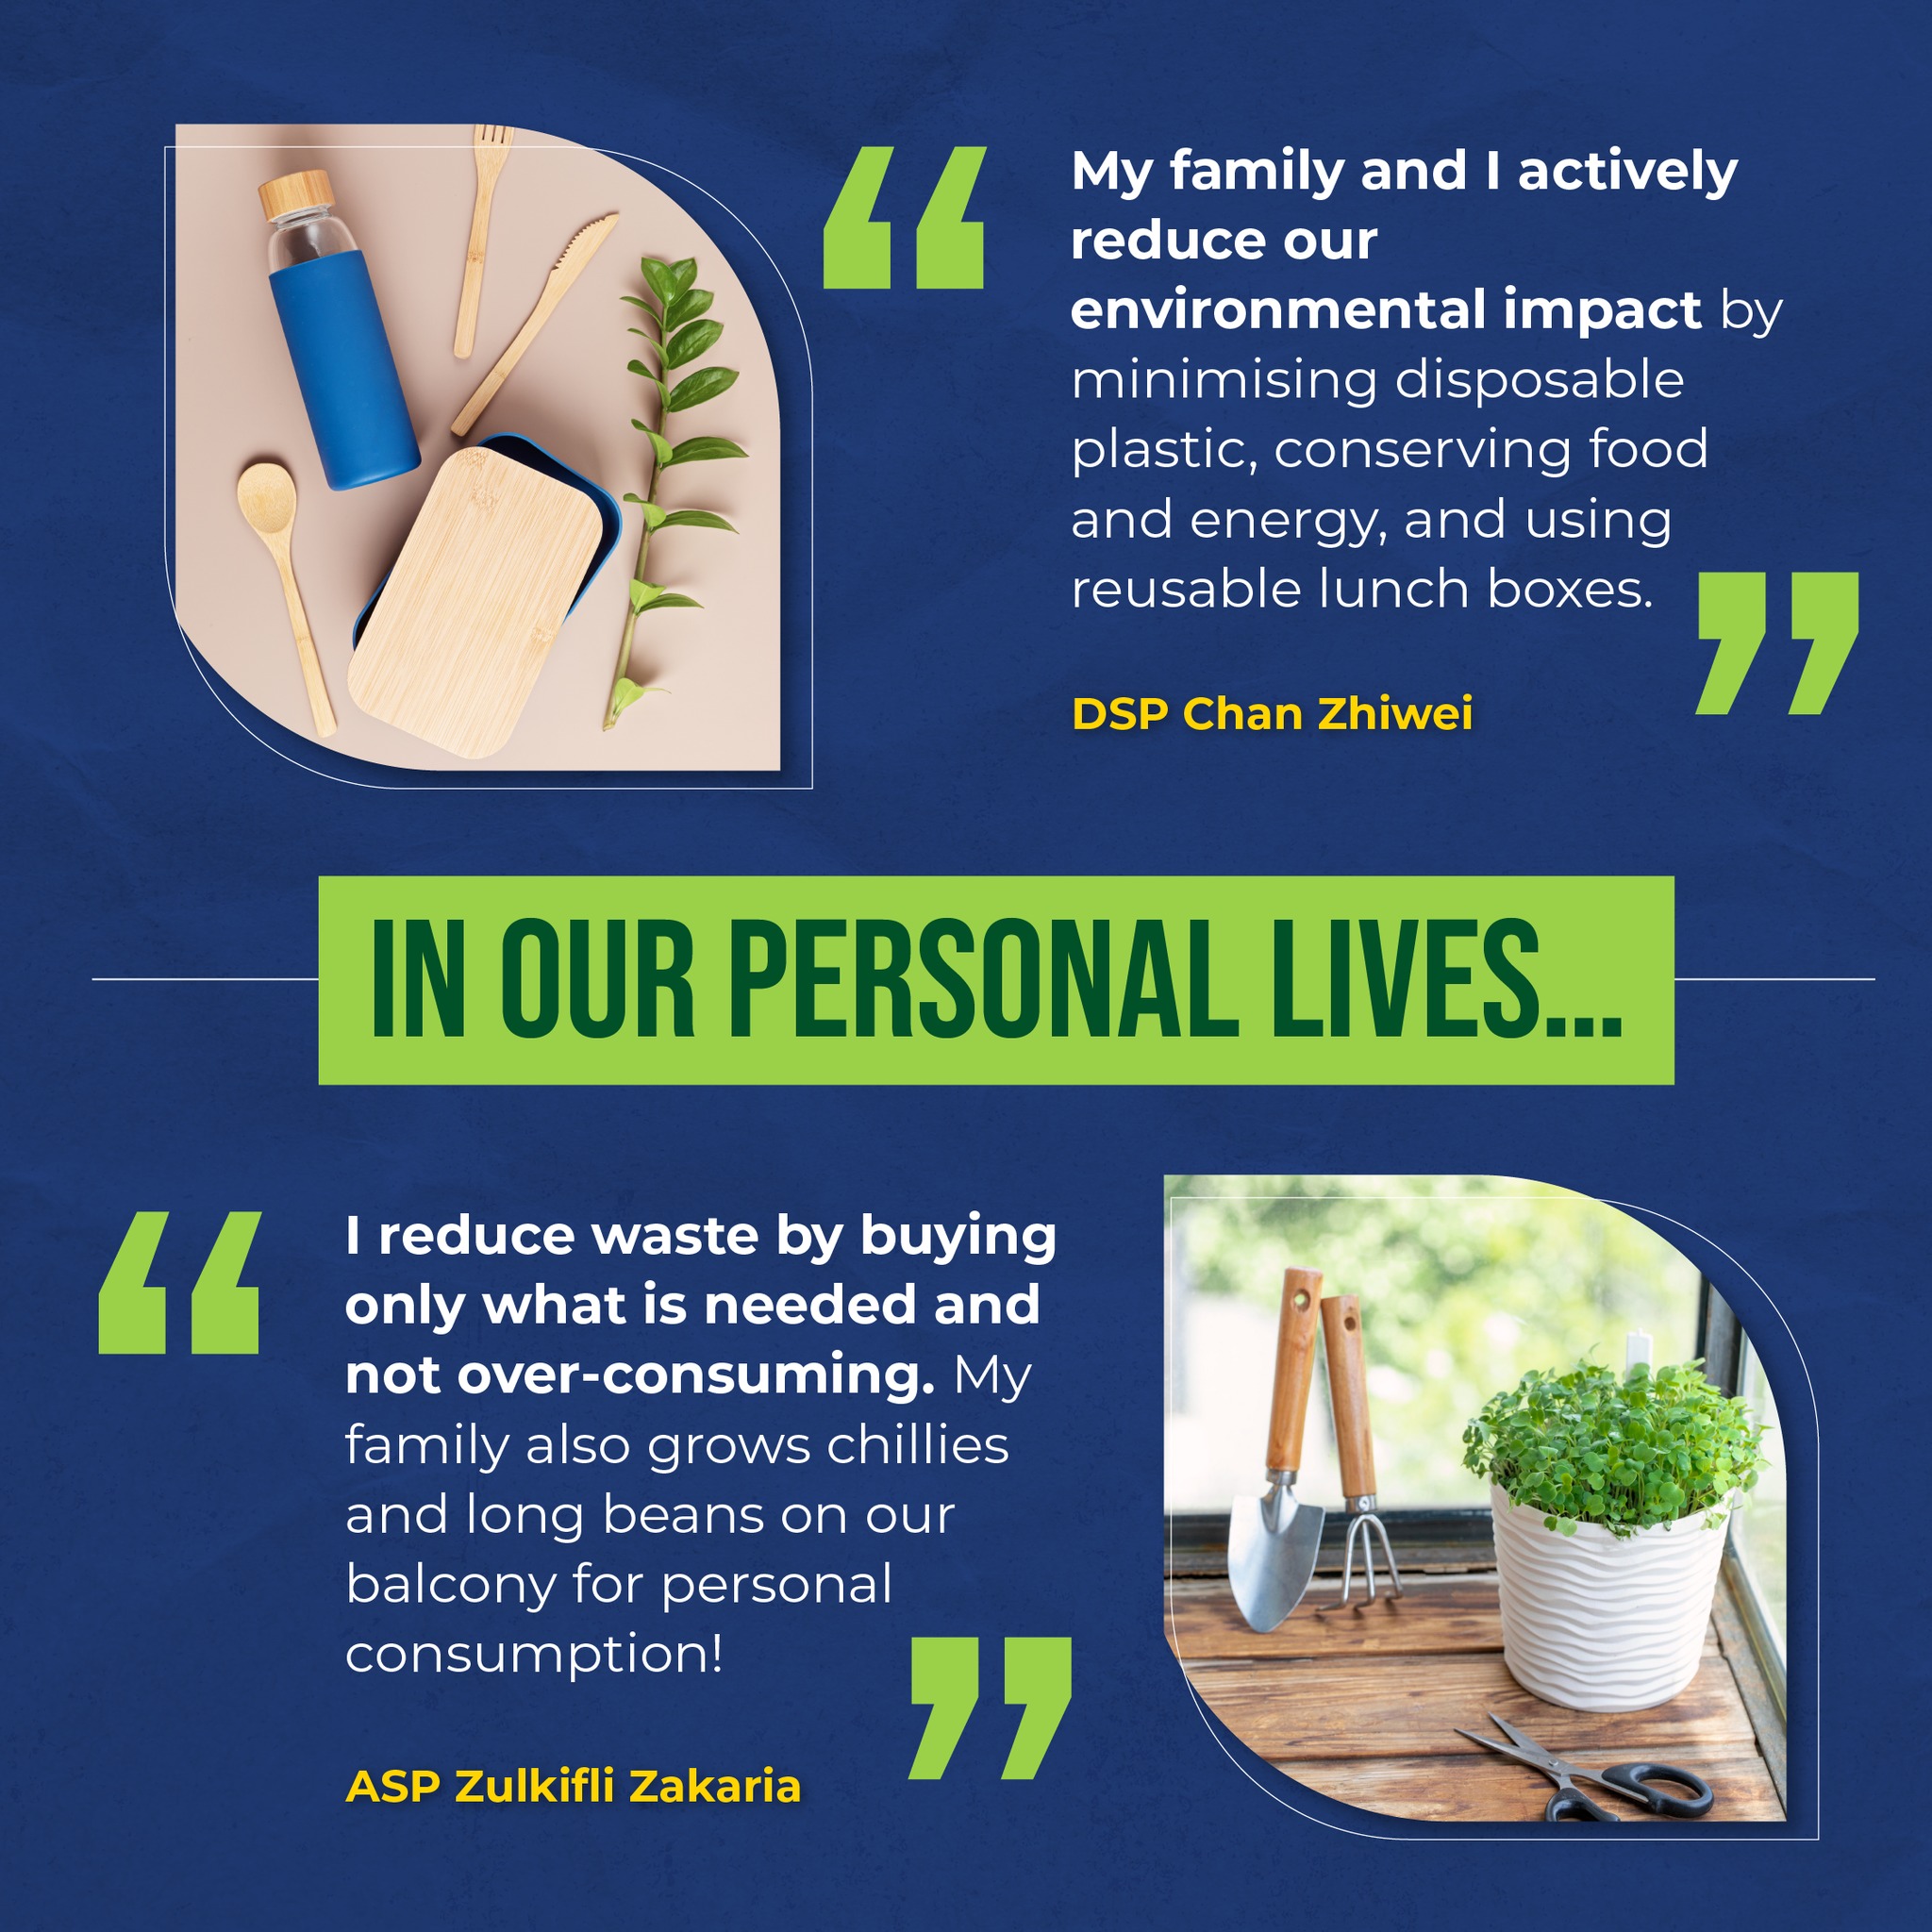 “
My family and I actively
reduce our
environmental impact by
minimising disposable
plastic, conserving food
and energy, and using
reusable lunch boxes.
”
DSP Chan Zhiwei
IN OUR PERSONAL LIVES...
“
I reduce waste by buying
only what is needed and
not over-consuming. My
family also grows chillies
and long beans on our
balcony for personal
consumption!
”
ASP Zulkifli Zakaria